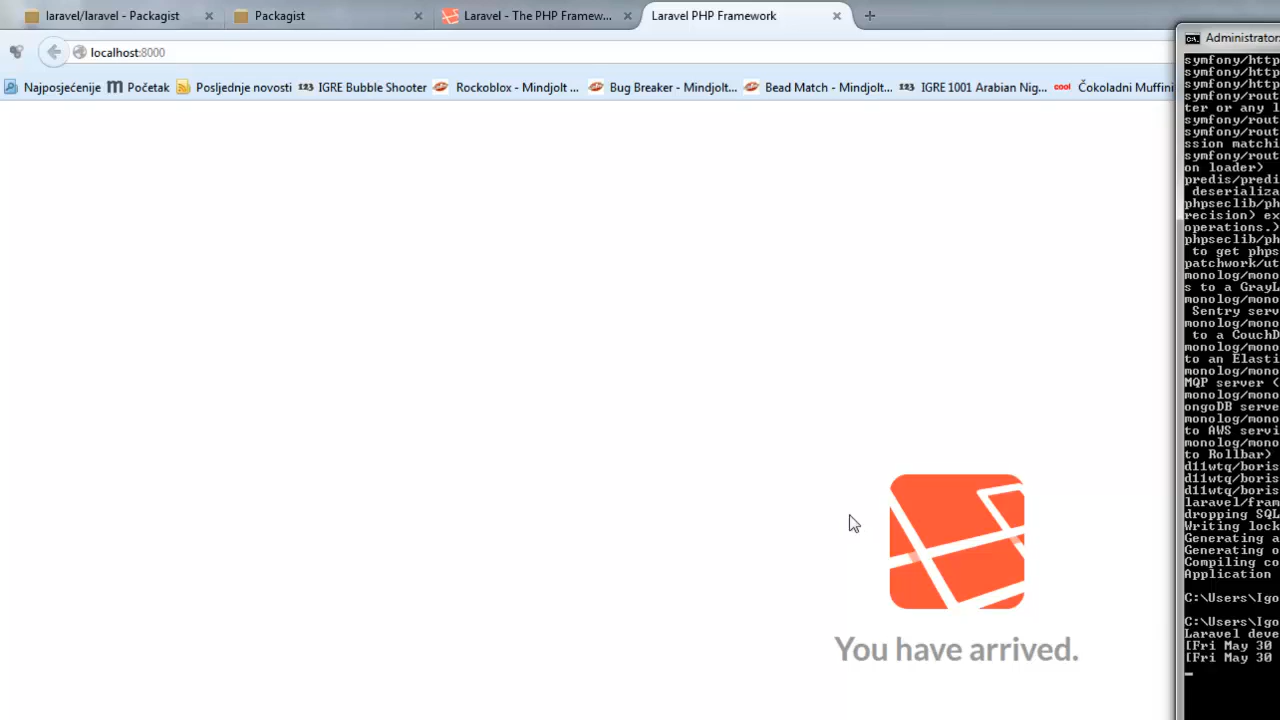 laravel/laravel - Packagist
Packagist
Laravel - The PHP Framew...
Laravel PHP Framework
localhost:8000
Najposjećenije
Početak
Posljednje novosti
123 IGRE Bubble Shooter
Rockoblox - Mindjolt ...
Bug Breaker - Mindjolt...
Bead Match - Mindjolt...
123 IGRE 1001 Arabian Nig...
cool Čokoladni Muffini
You have arrived.
Administrator:
symfony/http
symfony/http
symfony/http
symfony/rout
ter or any l
symfony/rout
symfony/rout
ssion matchi
symfony/rout
on loader)
predis/predi
deserializa
phpseclib/ph
recision) ex
operations.)
phpseclib/ph
to get phps
patchwork/ut
monolog/mono
s to a GrayL
monolog/mono
Sentry serv
monolog/mono
to a CouchD
monolog/mono
to an Elasti
monolog/mono
MQP server (
monolog/mono
ongoDB serve
monolog/mono
to AWS servi
monolog/mono
to Rollbar)
d11wtq/boris
d11wtq/boris
d11wtq/boris
laravel/fram
dropping SQL
Writing lock
Generating a
Generating o
Compiling co
Application
C:\Users\Igo
C:\Users\Igo
Laravel deve
[Fri May 30
[Fri May 30